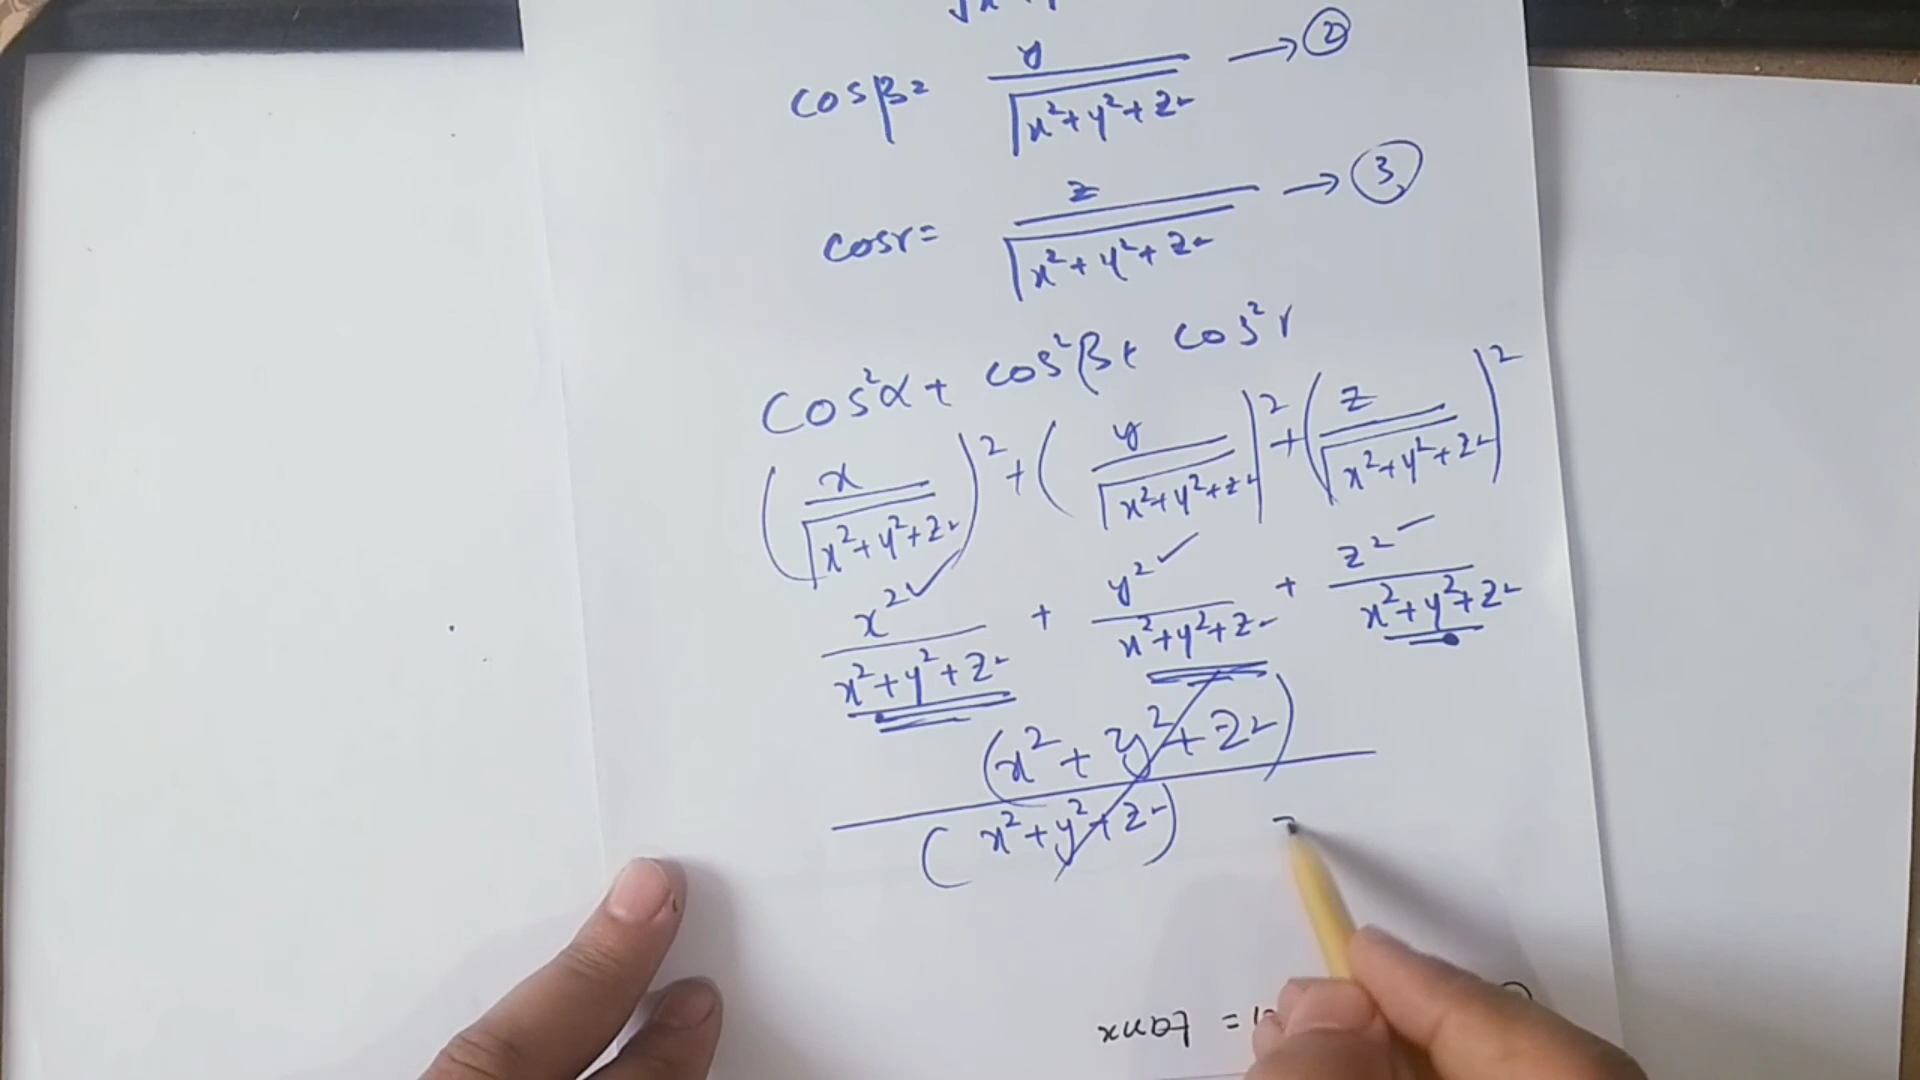 cosβ = y / √x²+y²+z² → ②
cosr = z / √x²+y²+z² → ③
Cos²α + cos²β + cos²r
(x / √x²+y²+z²)² + (y / √x²+y²+z²)² + (z / √x²+y²+z²)²
x² / x²+y²+z² + y² / x²+y²+z² + z² / x²+y²+z²
(x²+y²+z²) / (x²+y²+z²) =
= tanx